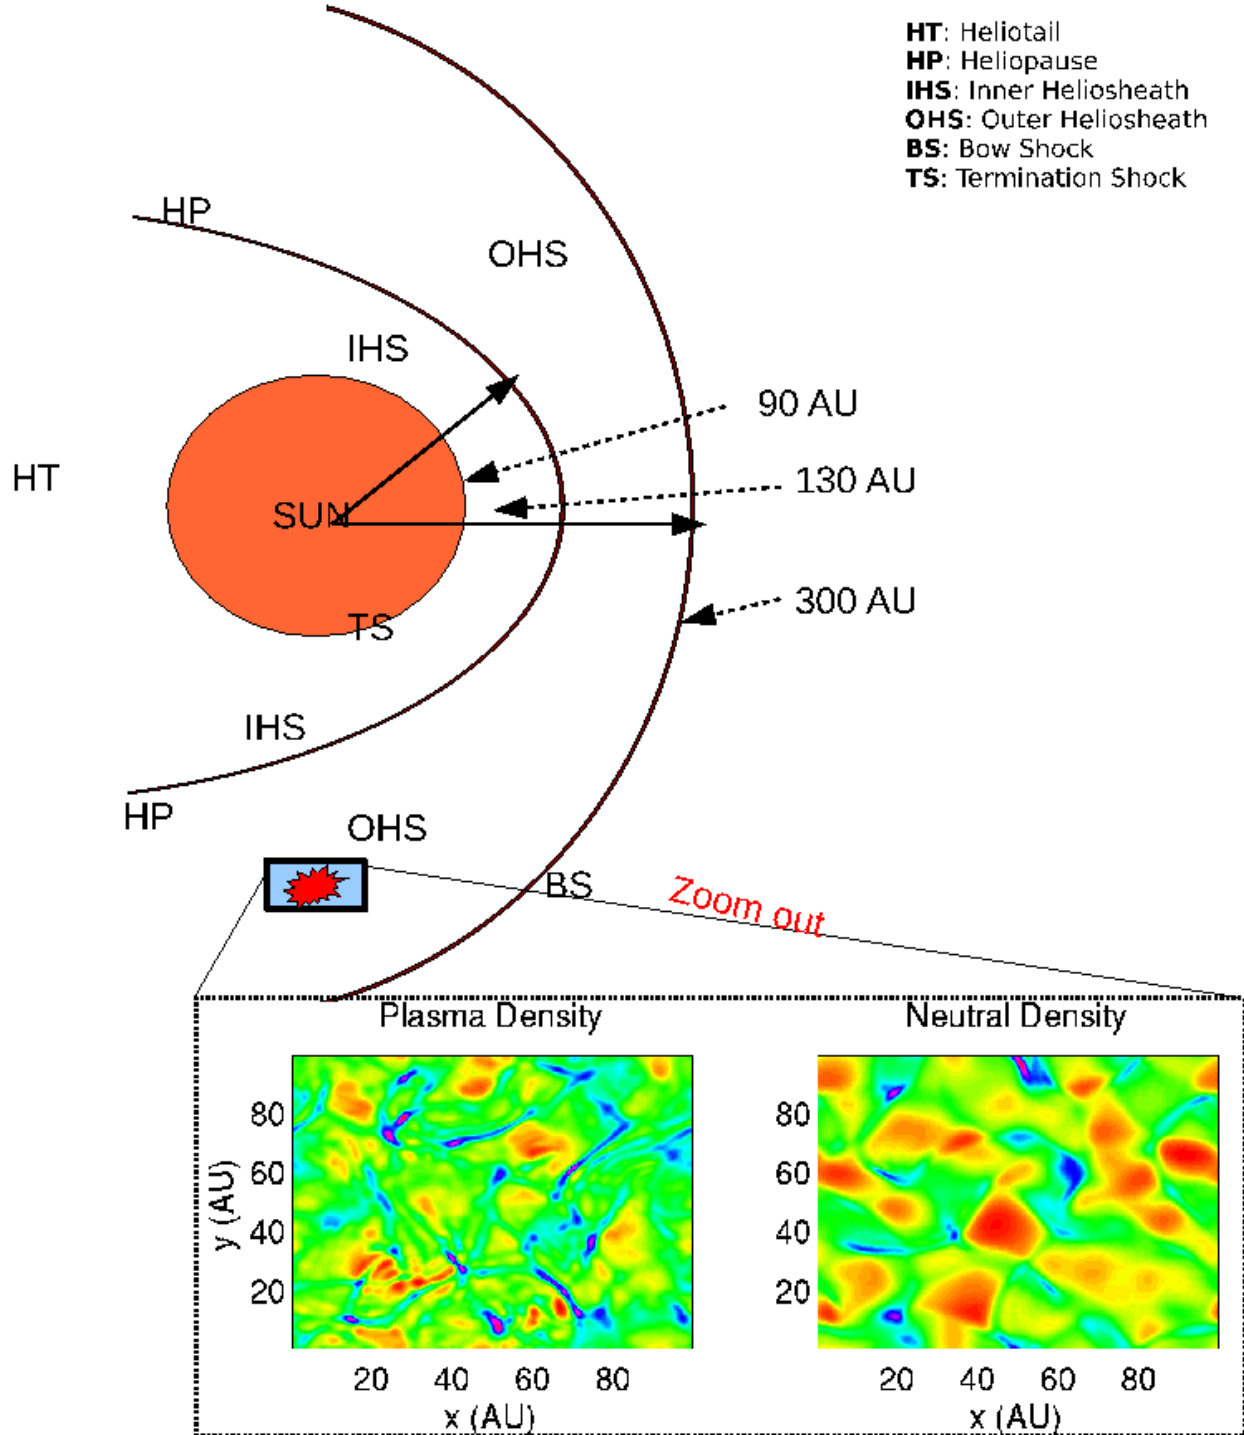 HT: Heliotail
HP: Heliopause
IHS: Inner Heliosheath
OHS: Outer Heliosheath
BS: Bow Shock
TS: Termination Shock
HP
OHS
IHS
90 AU
HT
130 AU
SUN
300 AU
TS
IHS
HP
OHS
BS
Zoom out
Plasma Density
Neutral Density
80
60
40
20
y (AU)
20 40 60 80
x (AU)
80
60
40
20
20 40 60 80
x (AU)